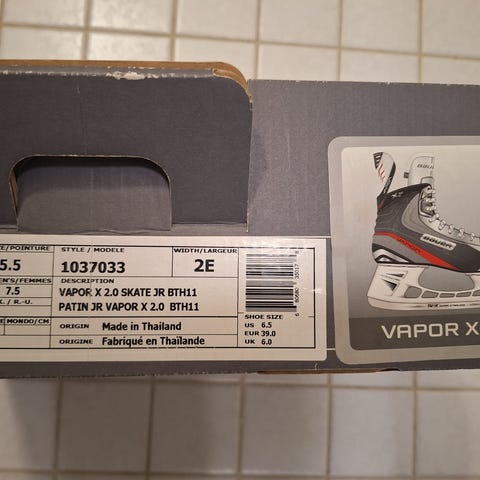 E/POINTURE
5.5
STYLE / MODELE
1037033
WIDTH/LARGEUR
2E
N'S/FEMMES
7.5
K. / R.-U.
DESCRIPTION
VAPOR X 2.0 SKATE JR BTH11
PATIN JR VAPOR X 2.0 BTH11
MONDO/CM
ORIGIN Made in Thailand
ORIGINE Fabriqué en Thaïlande
SHOE SIZE
US 6.5
EUR 39.0
UK 6.0
BAUER
VAPOR X